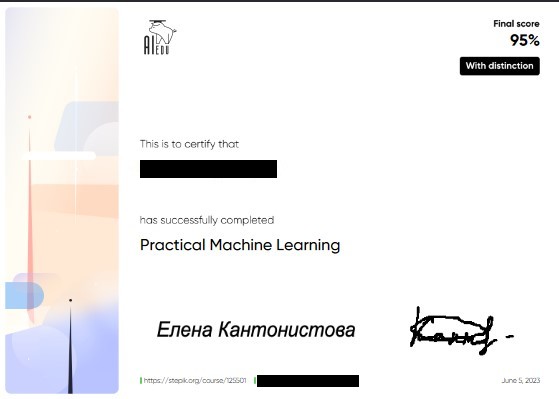 AI EDU
Final score
95%
With distinction
This is to certify that
has successfully completed
Practical Machine Learning
Елена Кантонистова
https://stepik.org/course/125501
June 5, 2023